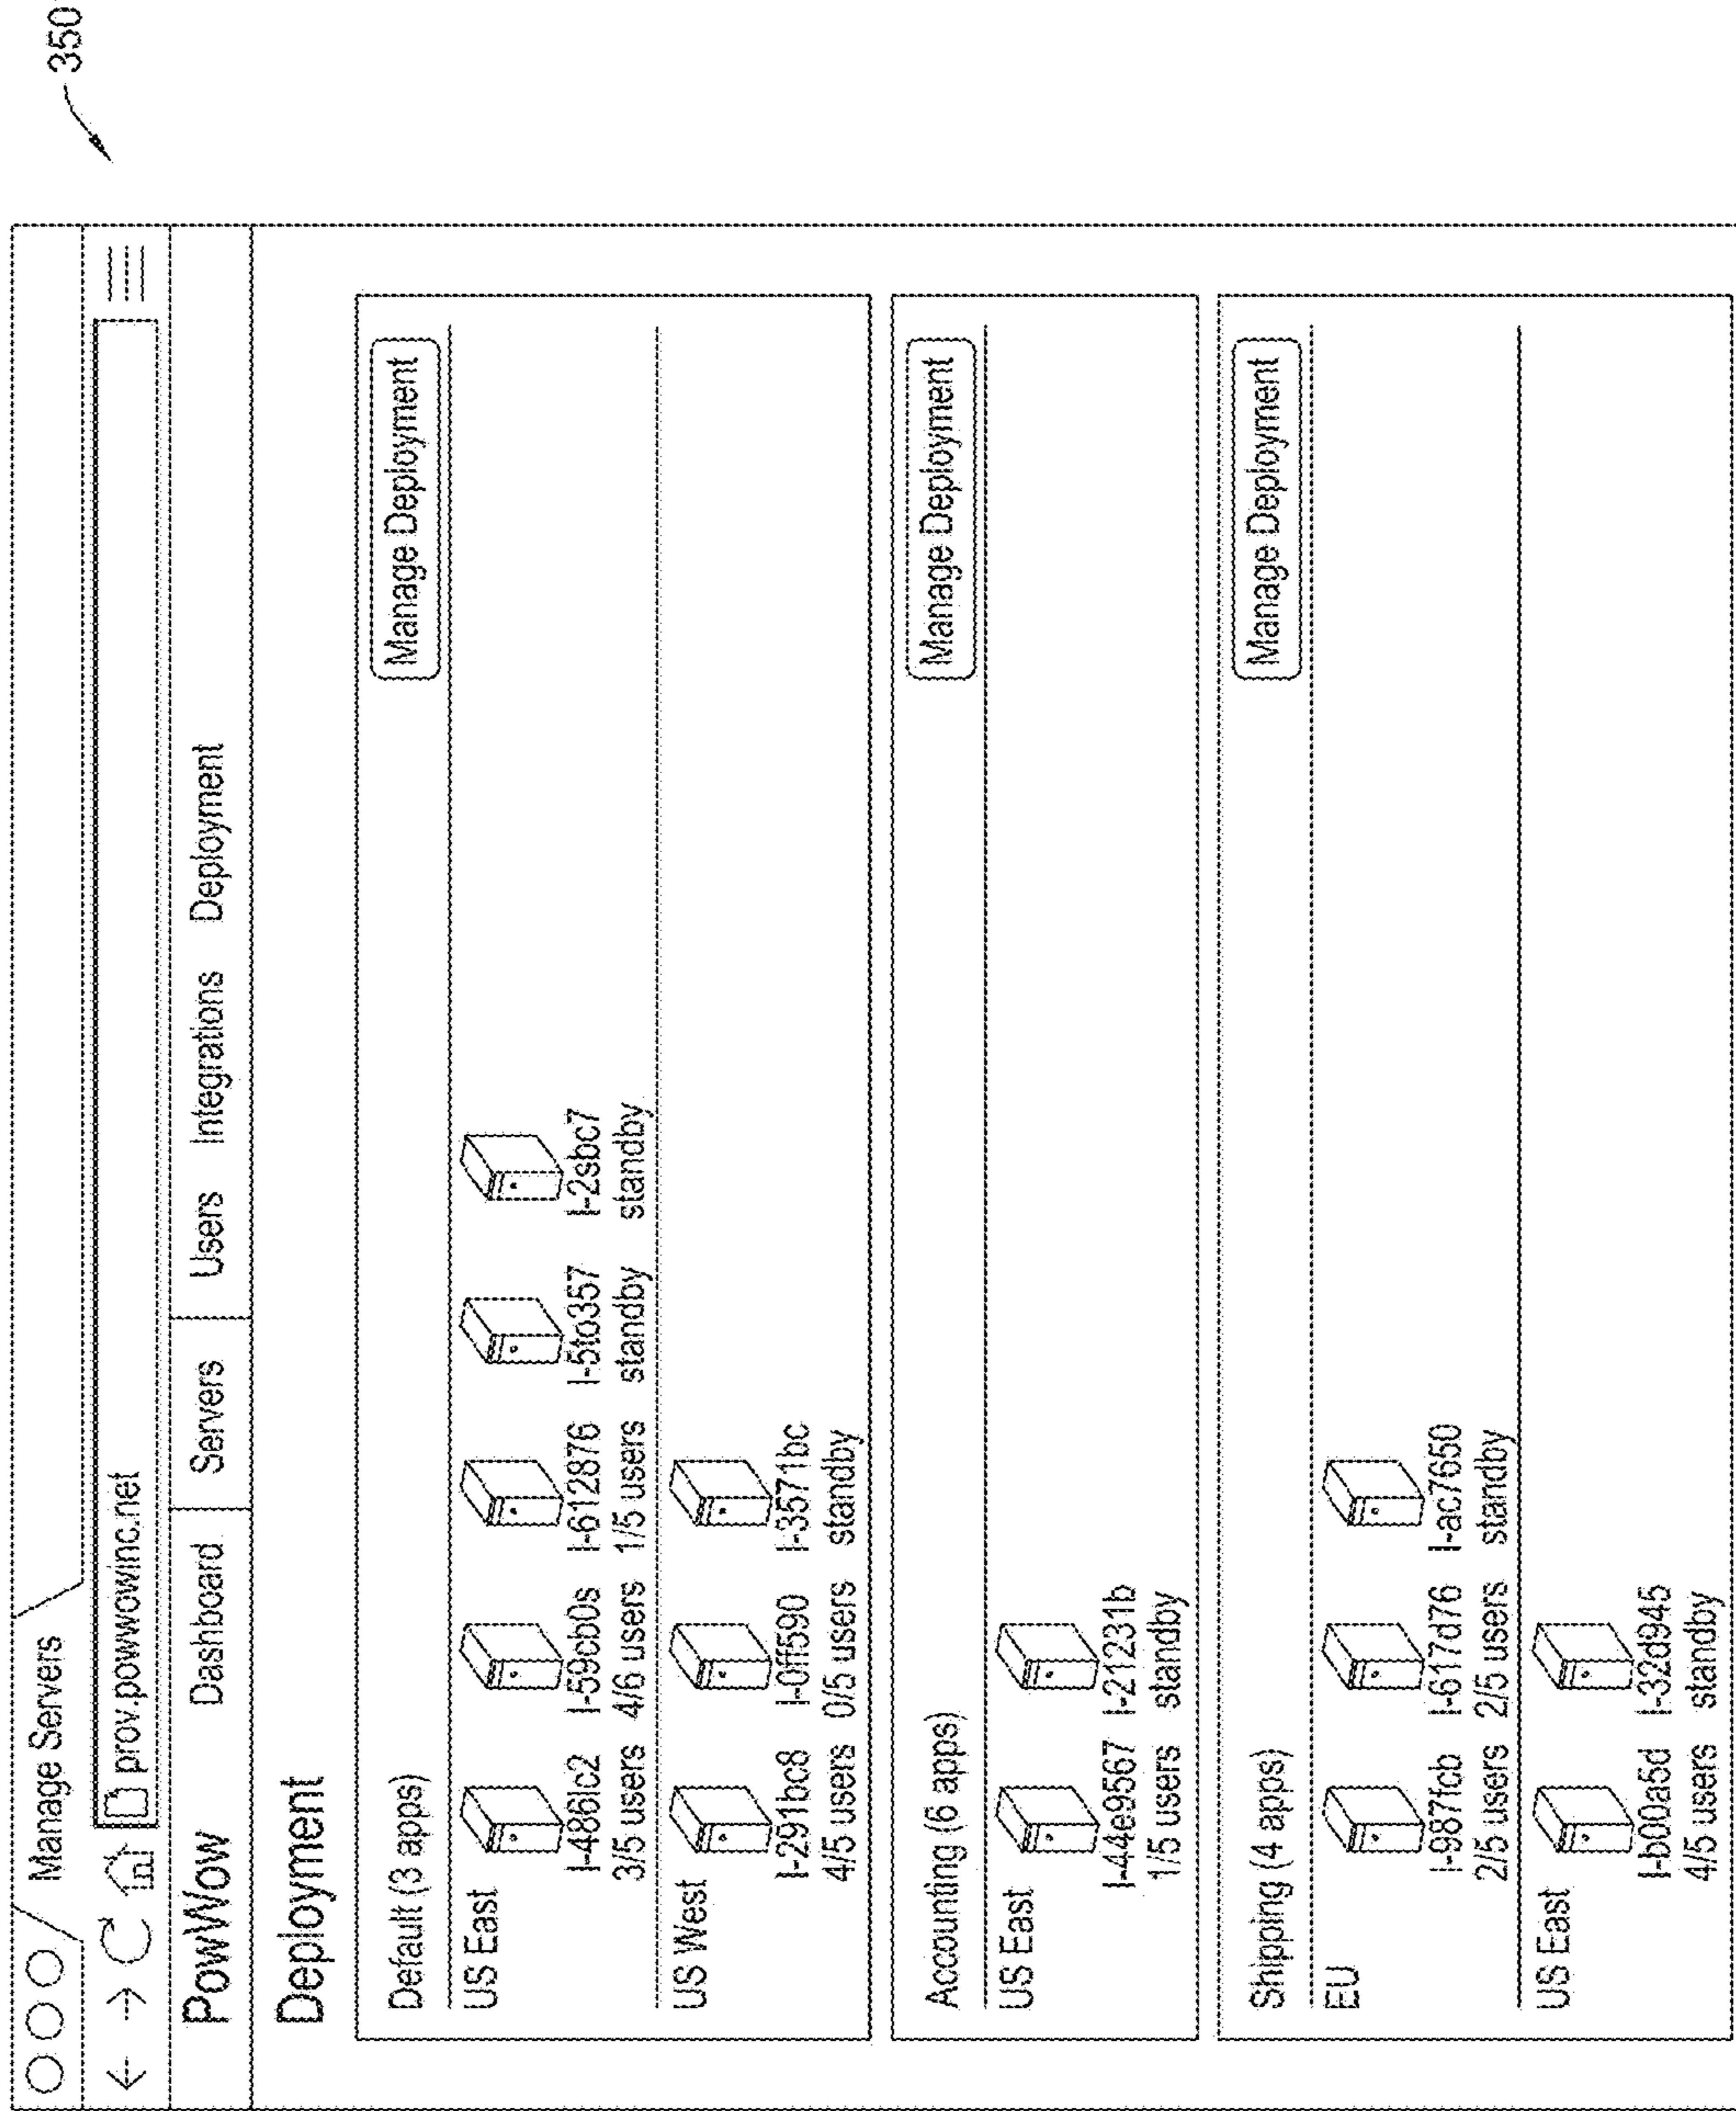 350
Manage Servers
prov.powwowinc.net
PowWow Dashboard Servers Users Integrations Deployment
Deployment
Default (3 apps) Manage Deployment
US East
I-486lc2 I-59cb0s I-612876 I-5to357 I-2sbc7
3/5 users 4/6 users 1/5 users standby standby
US West
I-291bc8 I-0ff590 I-3571bc
4/5 users 0/5 users standby
Accounting (6 apps) Manage Deployment
US East
I-44e9567 I-21231b
1/5 users standby
Shipping (4 apps) Manage Deployment
EU
I-987fcb I-617d76 I-ac7650
2/5 users 2/5 users standby
US East
I-b00a5d I-32d945
4/5 users standby